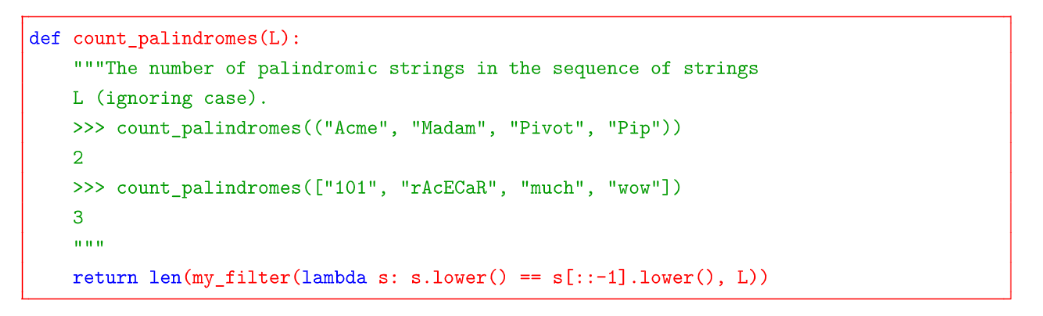 def count_palindromes(L):
    """The number of palindromic strings in the sequence of strings
    L (ignoring case).
    >>> count_palindromes(("Acme", "Madam", "Pivot", "Pip"))
    2
    >>> count_palindromes(["101", "rAcECaR", "much", "wow"])
    3
    """
    return len(my_filter(lambda s: s.lower() == s[::-1].lower(), L))